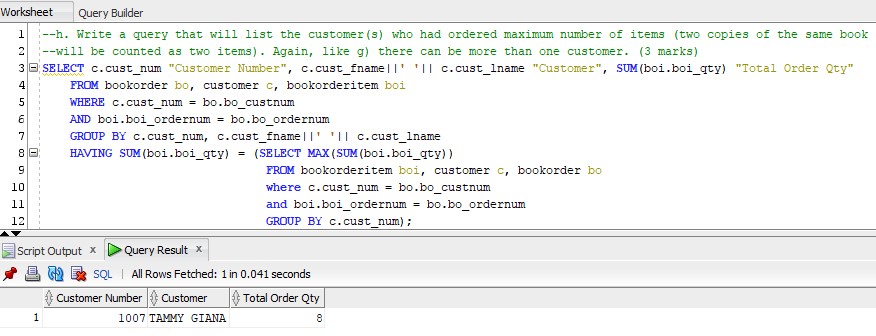 Worksheet Query Builder
1 --h. Write a query that will list the customer(s) who had ordered maximum number of items (two copies of the same book
2 --will be counted as two items). Again, like g) there can be more than one customer. (3 marks)
3 SELECT c.cust_num "Customer Number", c.cust_fname||' '|| c.cust_lname "Customer", SUM(boi.boi_qty) "Total Order Qty"
4 FROM bookorder bo, customer c, bookorderitem boi
5 WHERE c.cust_num = bo.bo_custnum
6 AND boi.boi_ordernum = bo.bo_ordernum
7 GROUP BY c.cust_num, c.cust_fname||' '|| c.cust_lname
8 HAVING SUM(boi.boi_qty) = (SELECT MAX(SUM(boi.boi_qty))
9 FROM bookorderitem boi, customer c, bookorder bo
10 where c.cust_num = bo.bo_custnum
11 and boi.boi_ordernum = bo.bo_ordernum
12 GROUP BY c.cust_num);
Script Output x Query Result x
SQL | All Rows Fetched: 1 in 0.041 seconds
Customer Number Customer Total Order Qty
1 1007 TAMMY GIANA 8